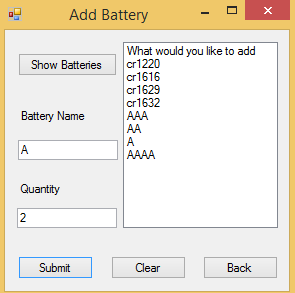 Add Battery
Show Batteries
What would you like to add
cr1220
cr1616
cr1629
cr1632
AAA
AA
A
AAAA
Battery Name
A
Quantity
2
Submit
Clear
Back